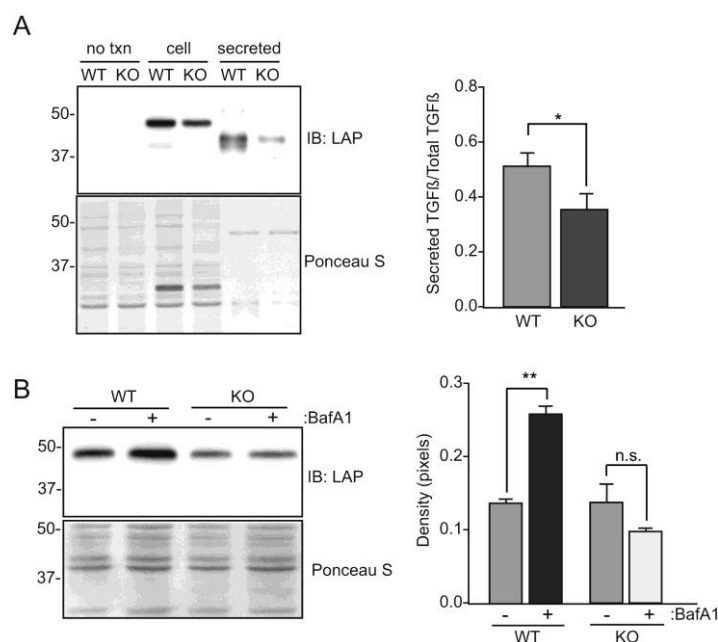 A
no txn cell secreted
WT KO WT KO WT KO
50-
37-
IB: LAP
50-
37-
Ponceau S
Secreted TGFß/Total TGFß
0.8
0.6
0.4
0.2
0.0
*
WT KO
B
WT KO
- + - + :BafA1
50-
37-
IB: LAP
50-
37-
Ponceau S
Density (pixels)
0.3
0.2
0.1
0.0
**
n.s.
- + - + :BafA1
WT KO